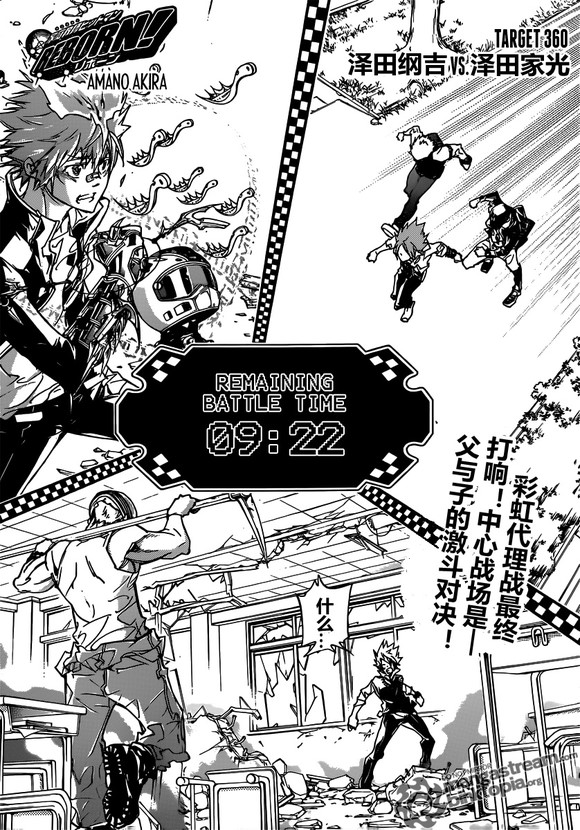 REBORN!
AMANO AKIRA
TARGET 360
泽田纲吉 VS. 泽田家光
REMAINING
BATTLE TIME
09:22
彩虹代理战最终
打响！中心战场是——
父与子的激斗对决！
什么…